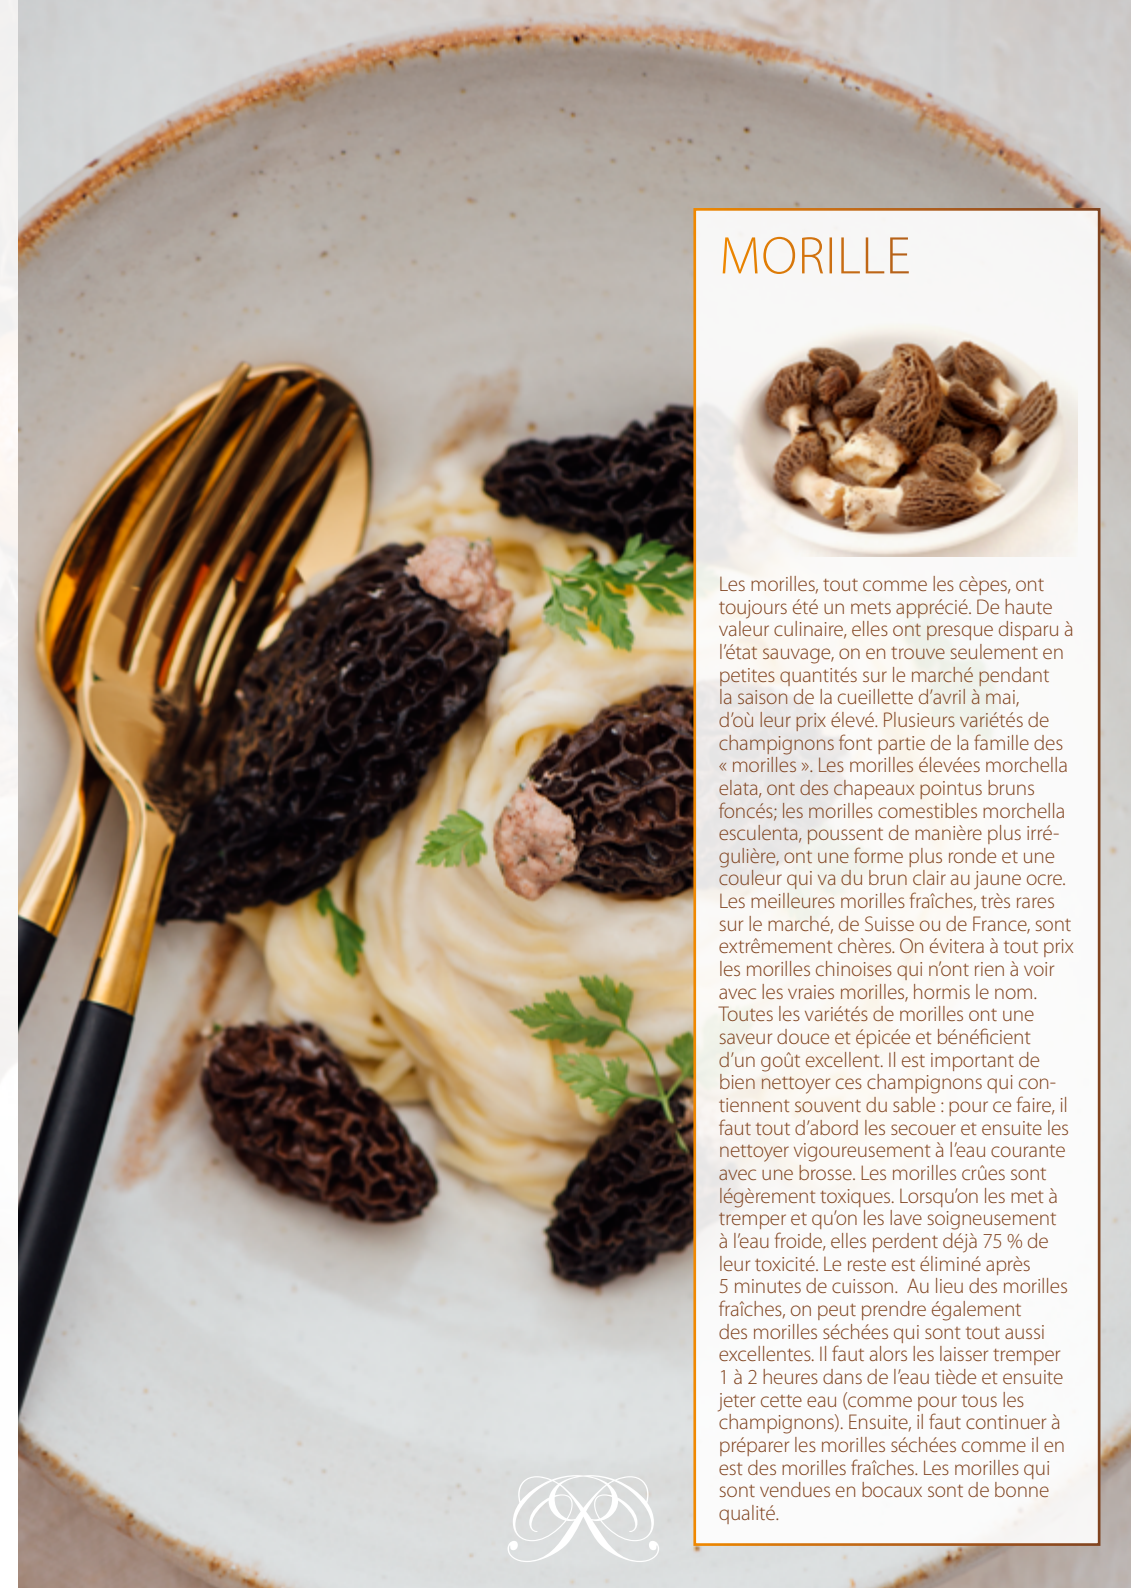 MORILLE
Les morilles, tout comme les cèpes, ont
toujours été un mets apprécié. De haute
valeur culinaire, elles ont presque disparu à
l’état sauvage, on en trouve seulement en
petites quantités sur le marché pendant
la saison de la cueillette d’avril à mai,
d’où leur prix élevé. Plusieurs variétés de
champignons font partie de la famille des
« morilles ». Les morilles élevées morchella
elata, ont des chapeaux pointus bruns
foncés; les morilles comestibles morchella
esculenta, poussent de manière plus irré-
gulière, ont une forme plus ronde et une
couleur qui va du brun clair au jaune ocre.
Les meilleures morilles fraîches, très rares
sur le marché, de Suisse ou de France, sont
extrêmement chères. On évitera à tout prix
les morilles chinoises qui n’ont rien à voir
avec les vraies morilles, hormis le nom.
Toutes les variétés de morilles ont une
saveur douce et épicée et bénéficient
d’un goût excellent. Il est important de
bien nettoyer ces champignons qui con-
tiennent souvent du sable : pour ce faire, il
faut tout d’abord les secouer et ensuite les
nettoyer vigoureusement à l’eau courante
avec une brosse. Les morilles crûes sont
légèrement toxiques. Lorsqu’on les met à
tremper et qu’on les lave soigneusement
à l’eau froide, elles perdent déjà 75 % de
leur toxicité. Le reste est éliminé après
5 minutes de cuisson.  Au lieu des morilles
fraîches, on peut prendre également
des morilles séchées qui sont tout aussi
excellentes. Il faut alors les laisser tremper
1 à 2 heures dans de l’eau tiède et ensuite
jeter cette eau (comme pour tous les
champignons). Ensuite, il faut continuer à
préparer les morilles séchées comme il en
est des morilles fraîches. Les morilles qui
sont vendues en bocaux sont de bonne
qualité.